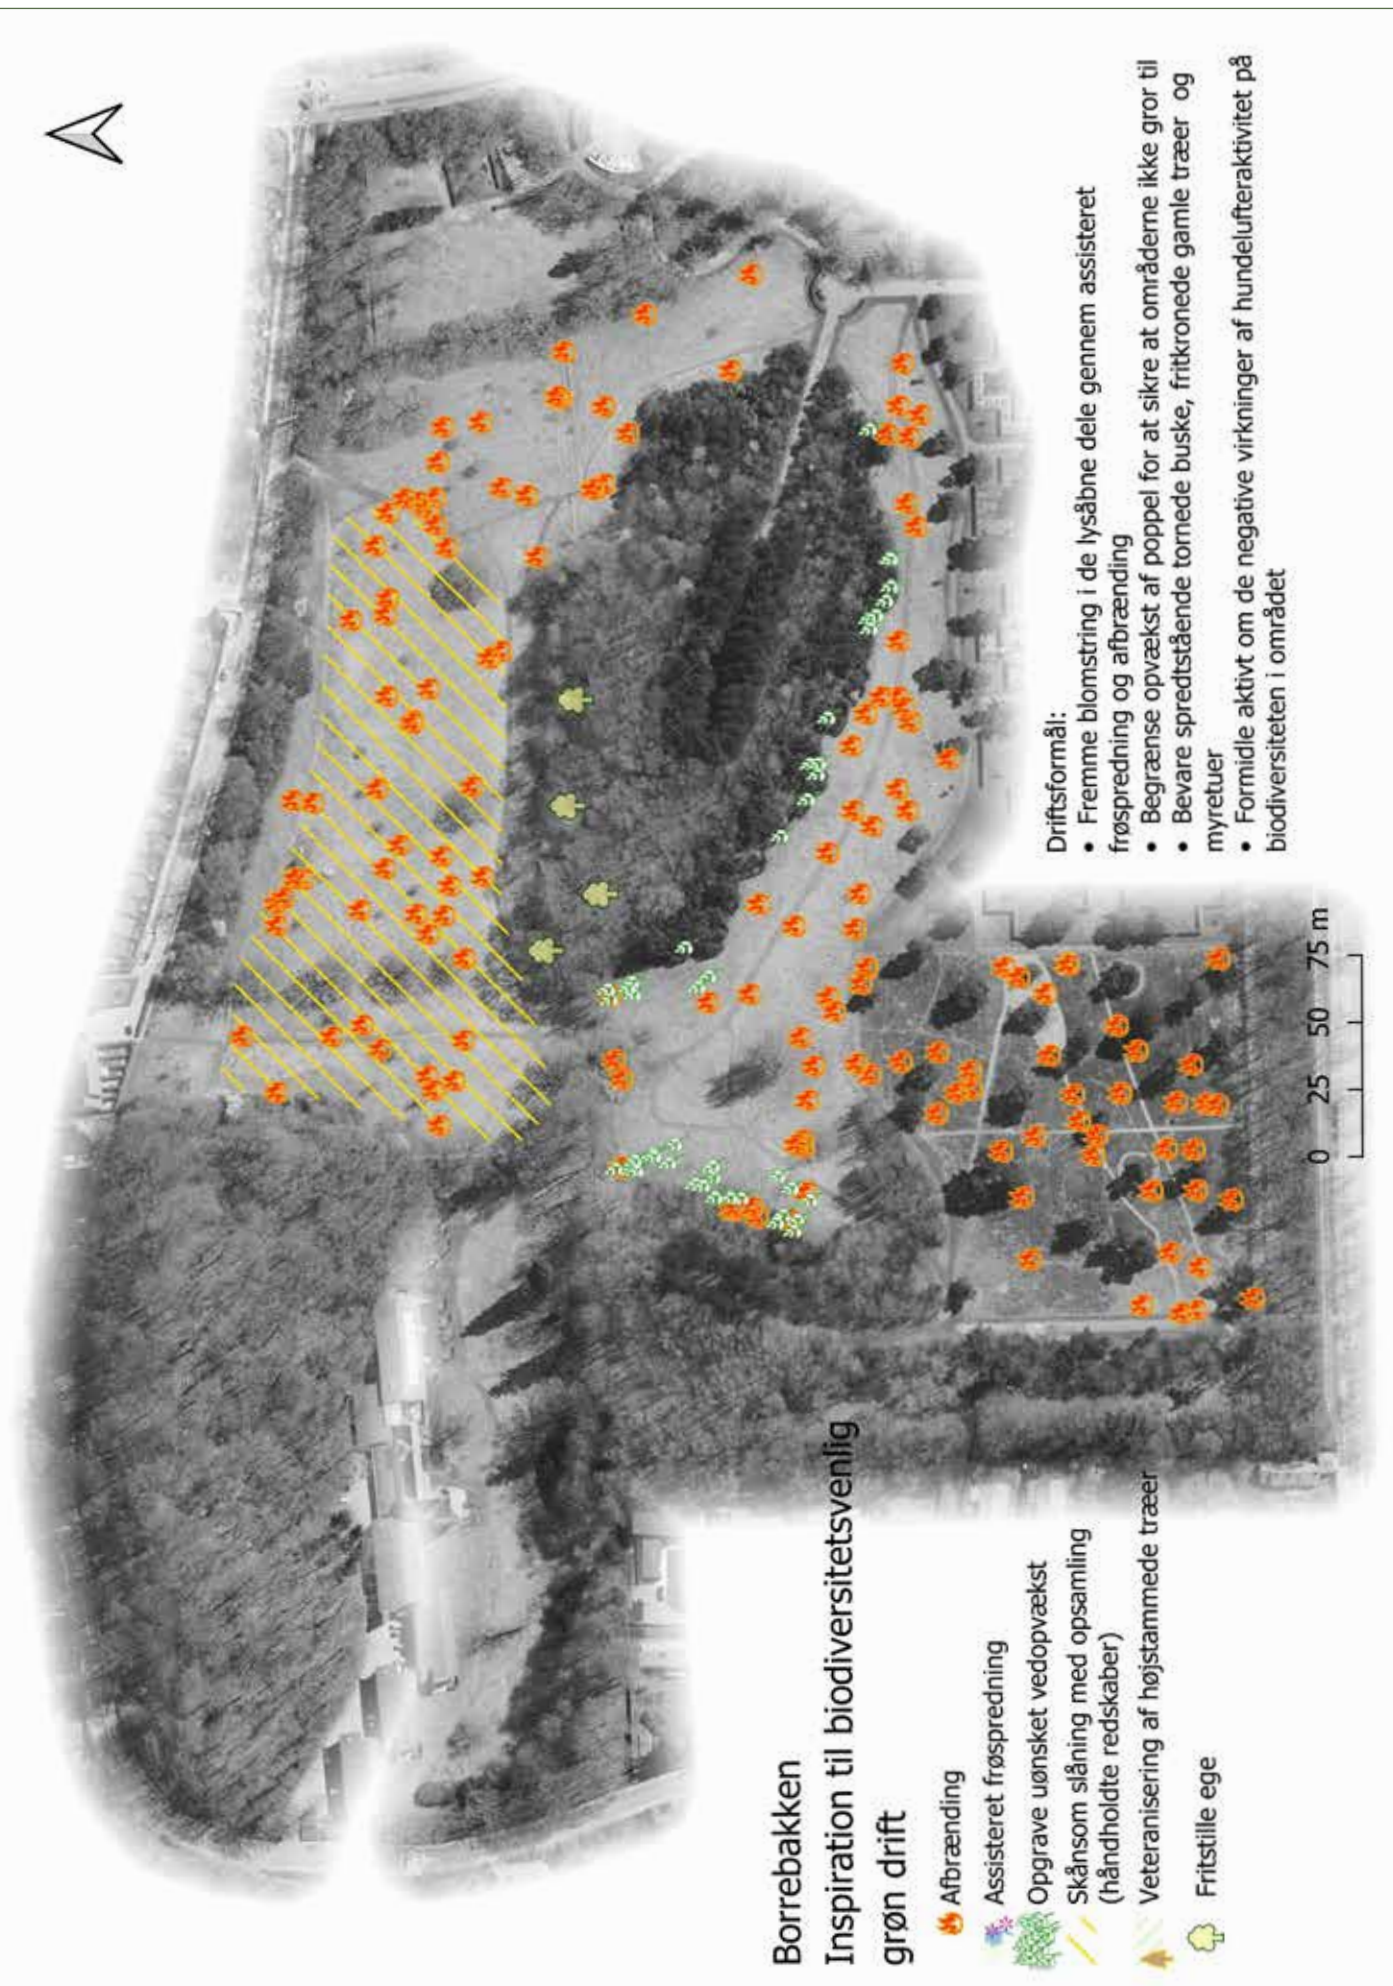 Borrebakken
Inspiration til biodiversitetsvenlig
grøn drift
Afbrænding
Assisteret frøspredning
Opgrave uønsket vedopvækst
Skånsom slåning med opsamling
(håndholdte redskaber)
Veteranisering af højstammede træer
Fritstille ege
0 25 50 75 m
Driftsformål:
• Fremme blomstring i de lysåbne dele gennem assisteret
frøspredning og afbrænding
• Begrænse opvækst af poppel for at sikre at områderne ikke gror til
• Bevare spredtstående tornede buske, fritkronede gamle træer og
myretuer
• Formidle aktivt om de negative virkninger af hundelufteraktivitet på
biodiversiteten i området